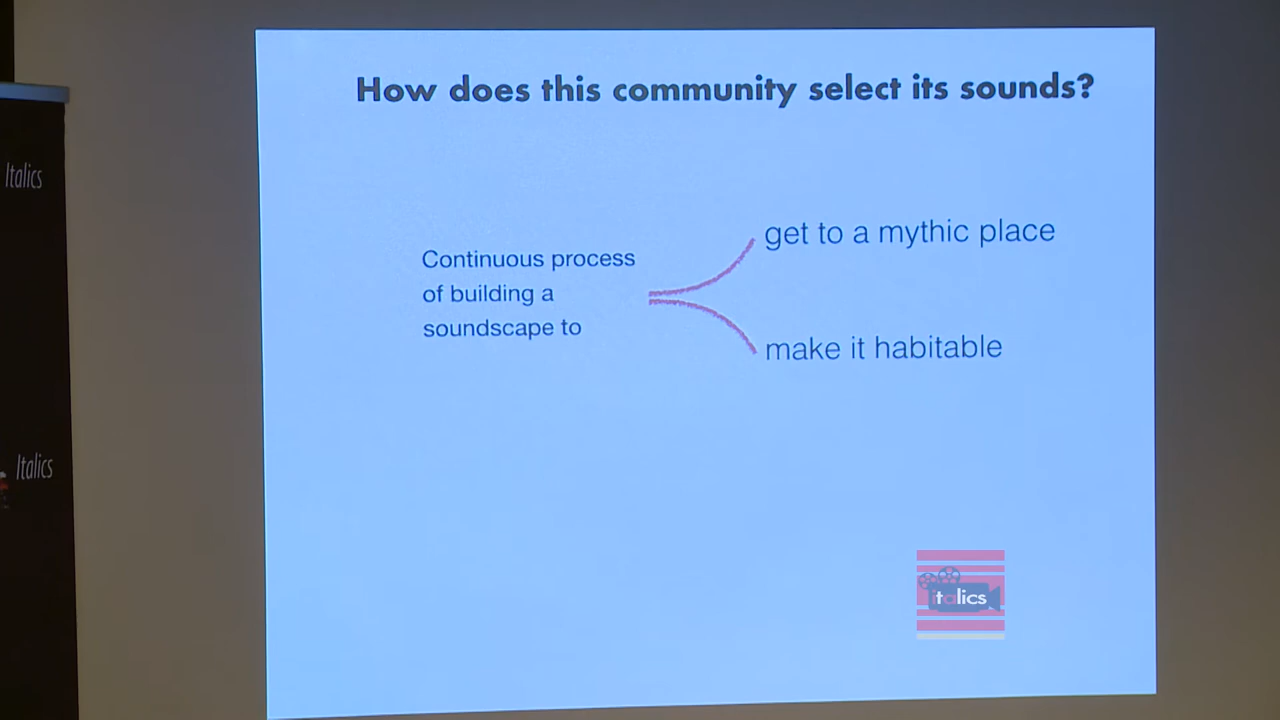 How does this community select its sounds?
Italics
get to a mythic place
Continuous process
of building a
soundscape to
make it habitable
Italics
italics